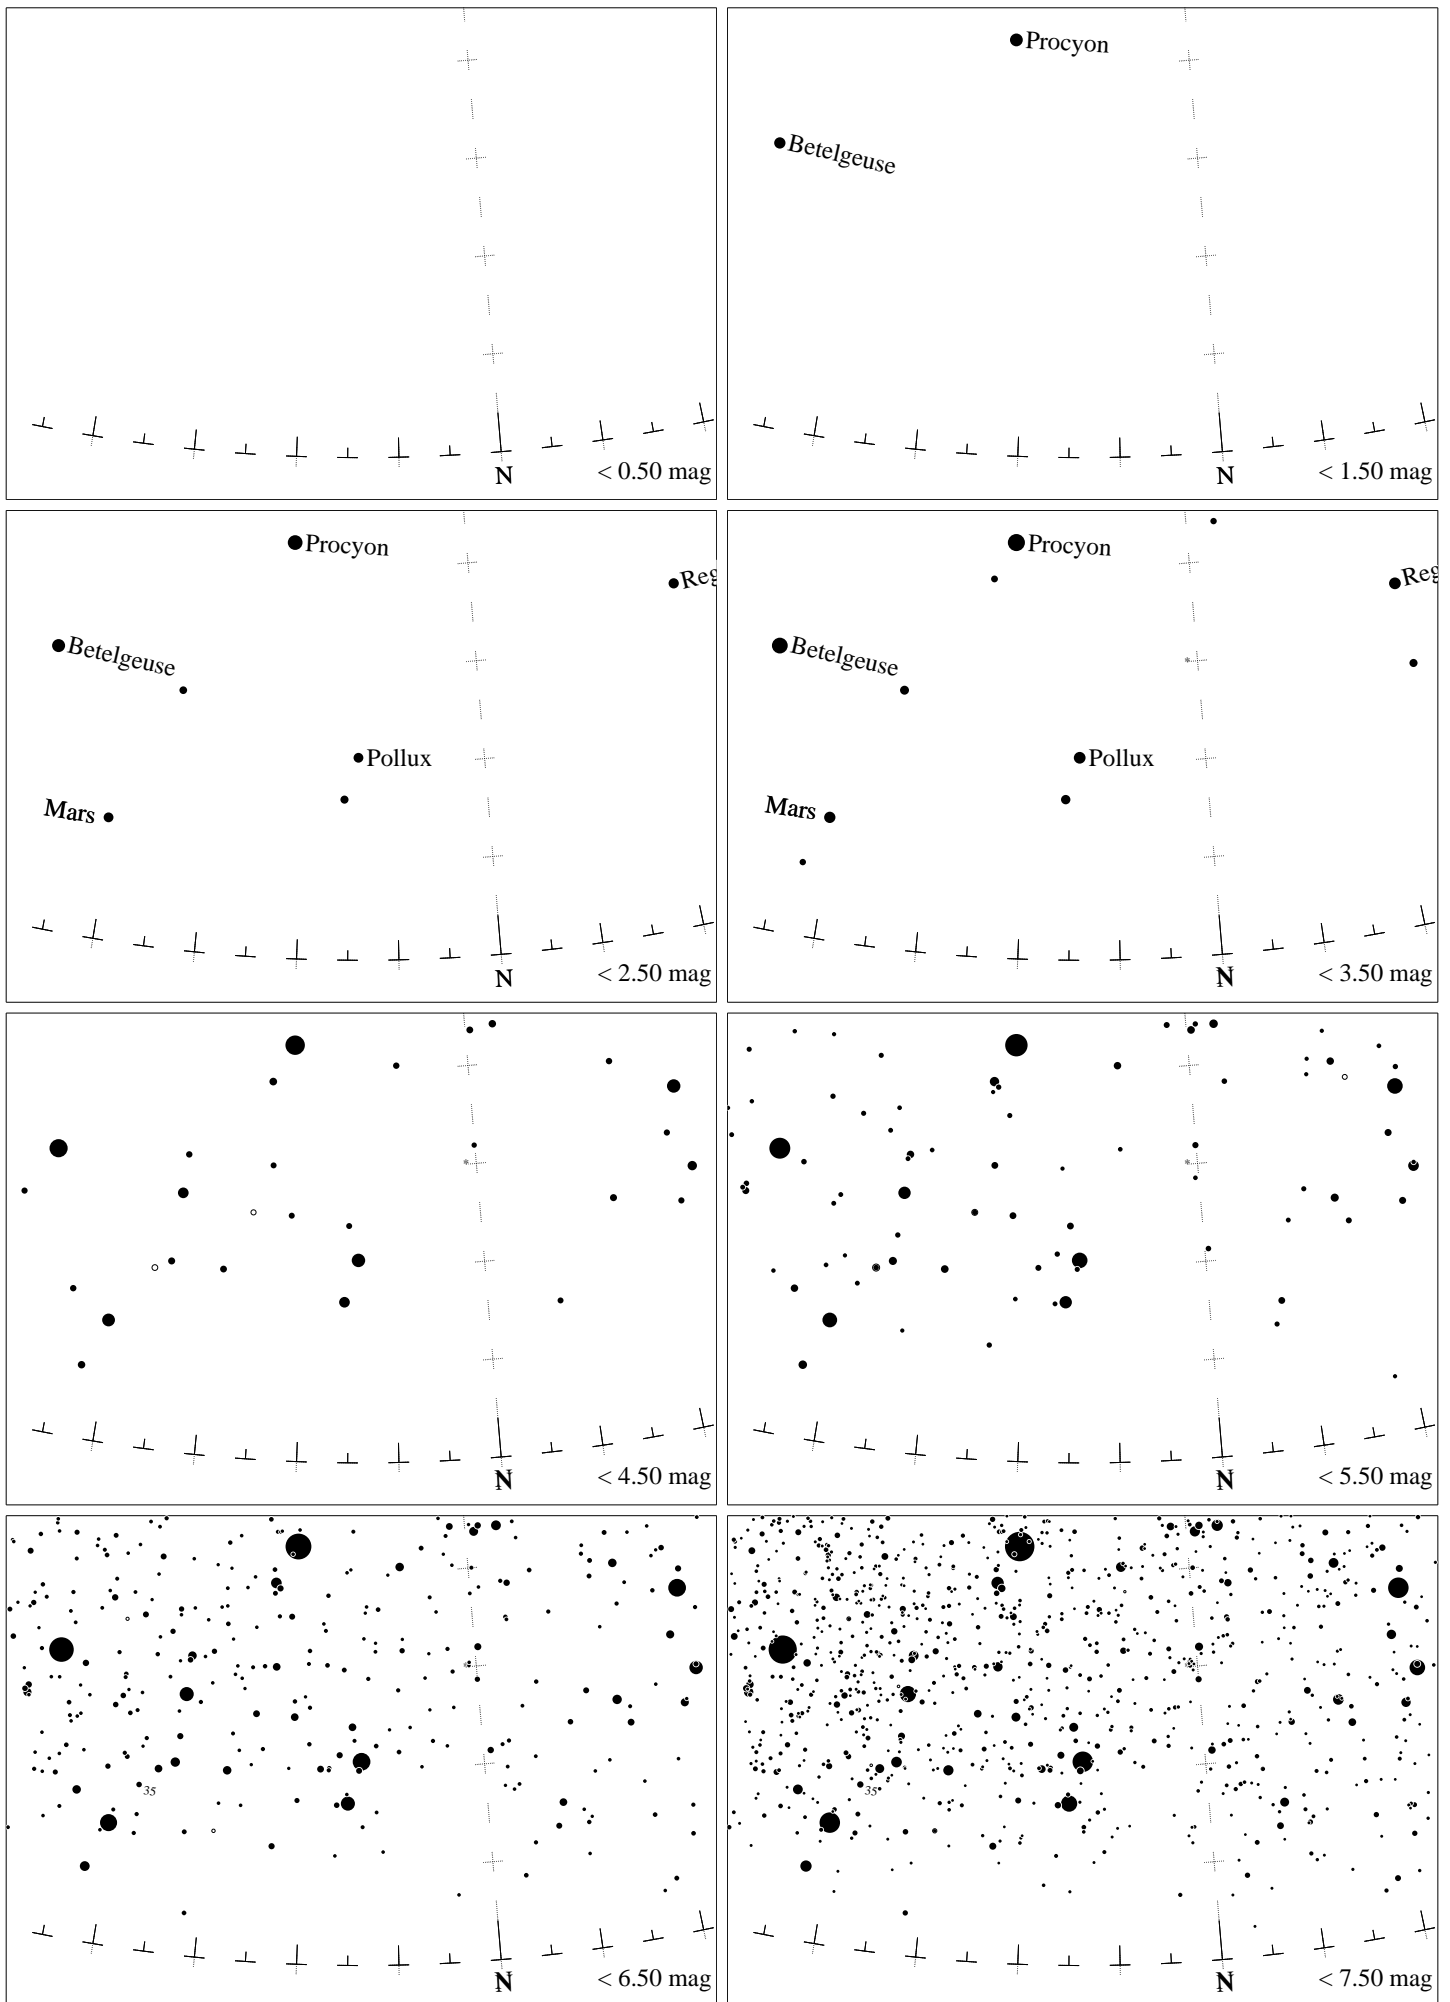 N
< 0.50 mag
Procyon
Betelgeuse
N
< 1.50 mag
Procyon
Reg
Betelgeuse
Pollux
Mars
N
< 2.50 mag
Procyon
Reg
Betelgeuse
Pollux
Mars
N
< 3.50 mag
N
< 4.50 mag
N
< 5.50 mag
35
N
< 6.50 mag
35
N
< 7.50 mag